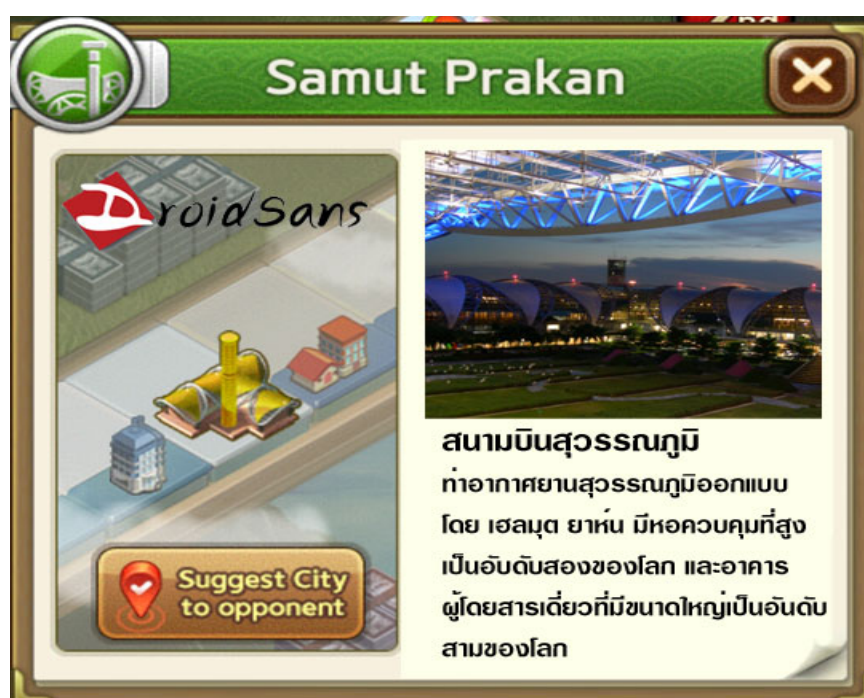 Samut Prakan
DroidSans
สนามบินสุวรรณภูมิ
ท่าอากาศยานสุวรรณภูมิออกแบบ
โดย เฮลมุต ยาห์น มีหอควบคุมที่สูง
เป็นอับดับสองของโลก และอาคาร
ผู้โดยสารเดี่ยวที่มีขนาดใหญ่เป็นอันดับ
สามของโลก
Suggest City
to opponent